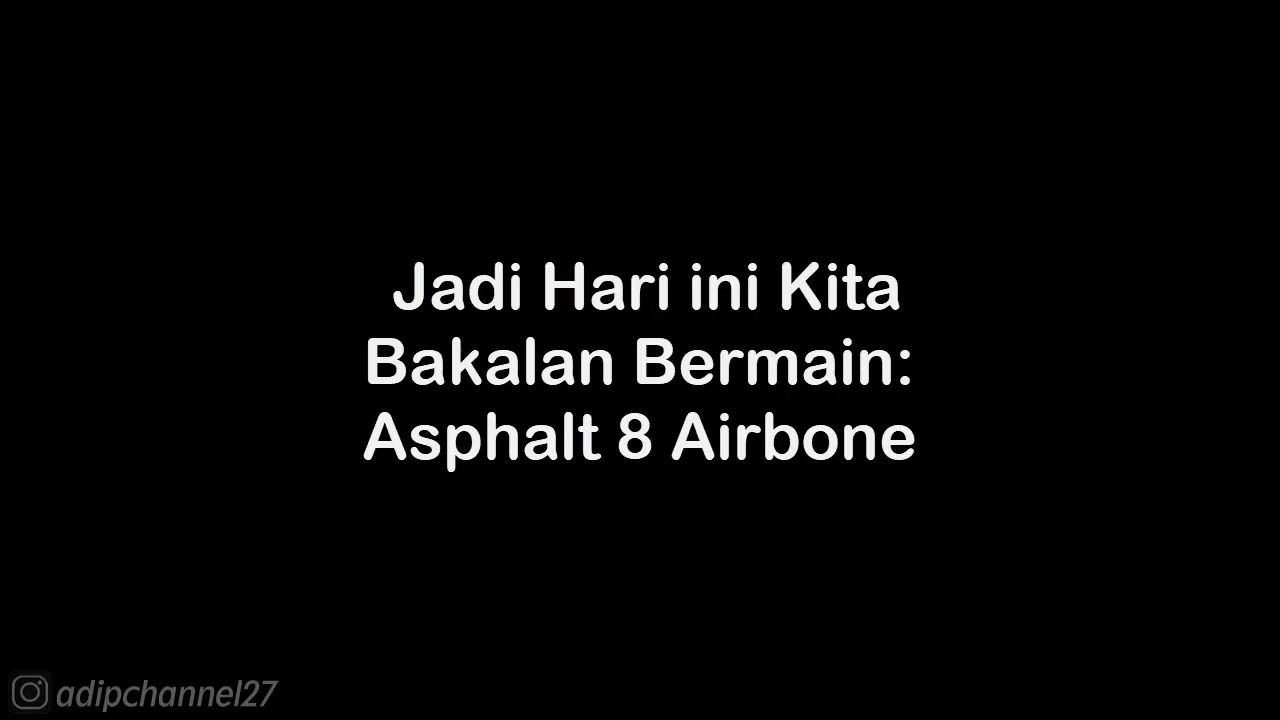 Jadi Hari ini Kita
Bakalan Bermain:
Asphalt 8 Airbone
adipchannel27